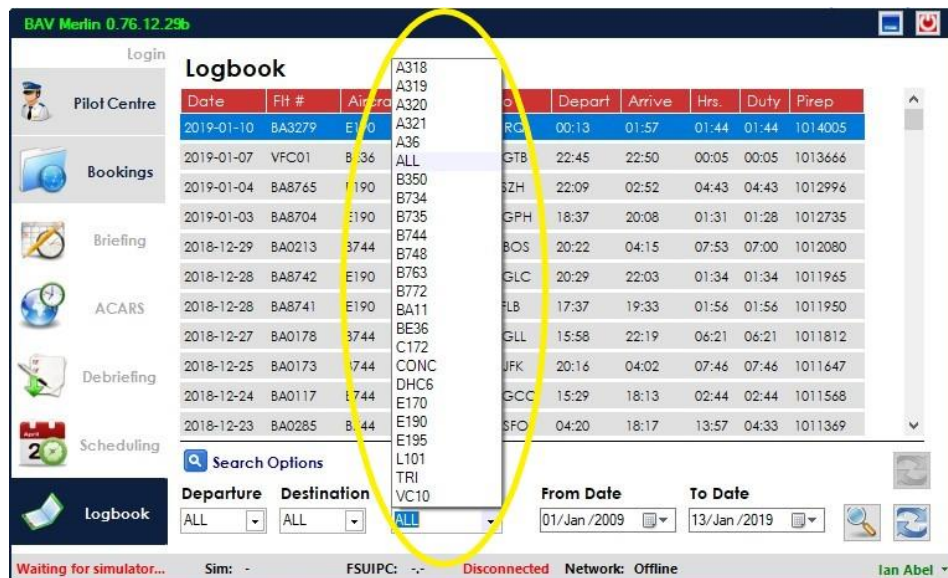 BAV Merlin 0.76.12.29b
Login
Pilot Centre
Bookings
Briefing
ACARS
Debriefing
Scheduling
Logbook
Logbook
Date Flt # Depart Arrive Hrs. Duty Pirep
2019-01-10 BA3279 00:13 01:57 01:44 01:44 1014005
2019-01-07 VFC01 GTB 22:45 22:50 00:05 00:05 1013666
2019-01-04 BA8765 SZH 22:09 02:52 04:43 04:43 1012996
2019-01-03 BA8704 E190 GPH 18:37 20:08 01:31 01:28 1012735
2018-12-29 BA0213 B744 BOS 20:22 04:15 07:53 07:00 1012080
2018-12-28 BA8742 E190 GLC 20:29 22:03 01:34 01:34 1011965
2018-12-28 BA8741 E190 FLB 17:37 19:33 01:56 01:56 1011950
2018-12-27 BA0178 B744 GLL 15:58 22:19 06:21 06:21 1011812
2018-12-25 BA0173 JFK 20:16 04:02 07:46 07:46 1011647
2018-12-24 BA0117 GCC 15:29 18:13 02:44 02:44 1011568
2018-12-23 BA0285 SFO 04:20 18:17 13:57 04:33 1011369
A318
A319
A320
A321
A36
ALL
B350
B734
B735
B744
B748
B763
B772
BA11
BE36
C172
CONC
DHC6
E170
E190
E195
L101
TRI
VC10
Search Options
Departure Destination From Date To Date
ALL ALL ALL 01/Jan /2009 13/Jan /2019
Waiting for simulator... Sim: - FSUIPC: -.- Disconnected Network: Offline Ian Abel